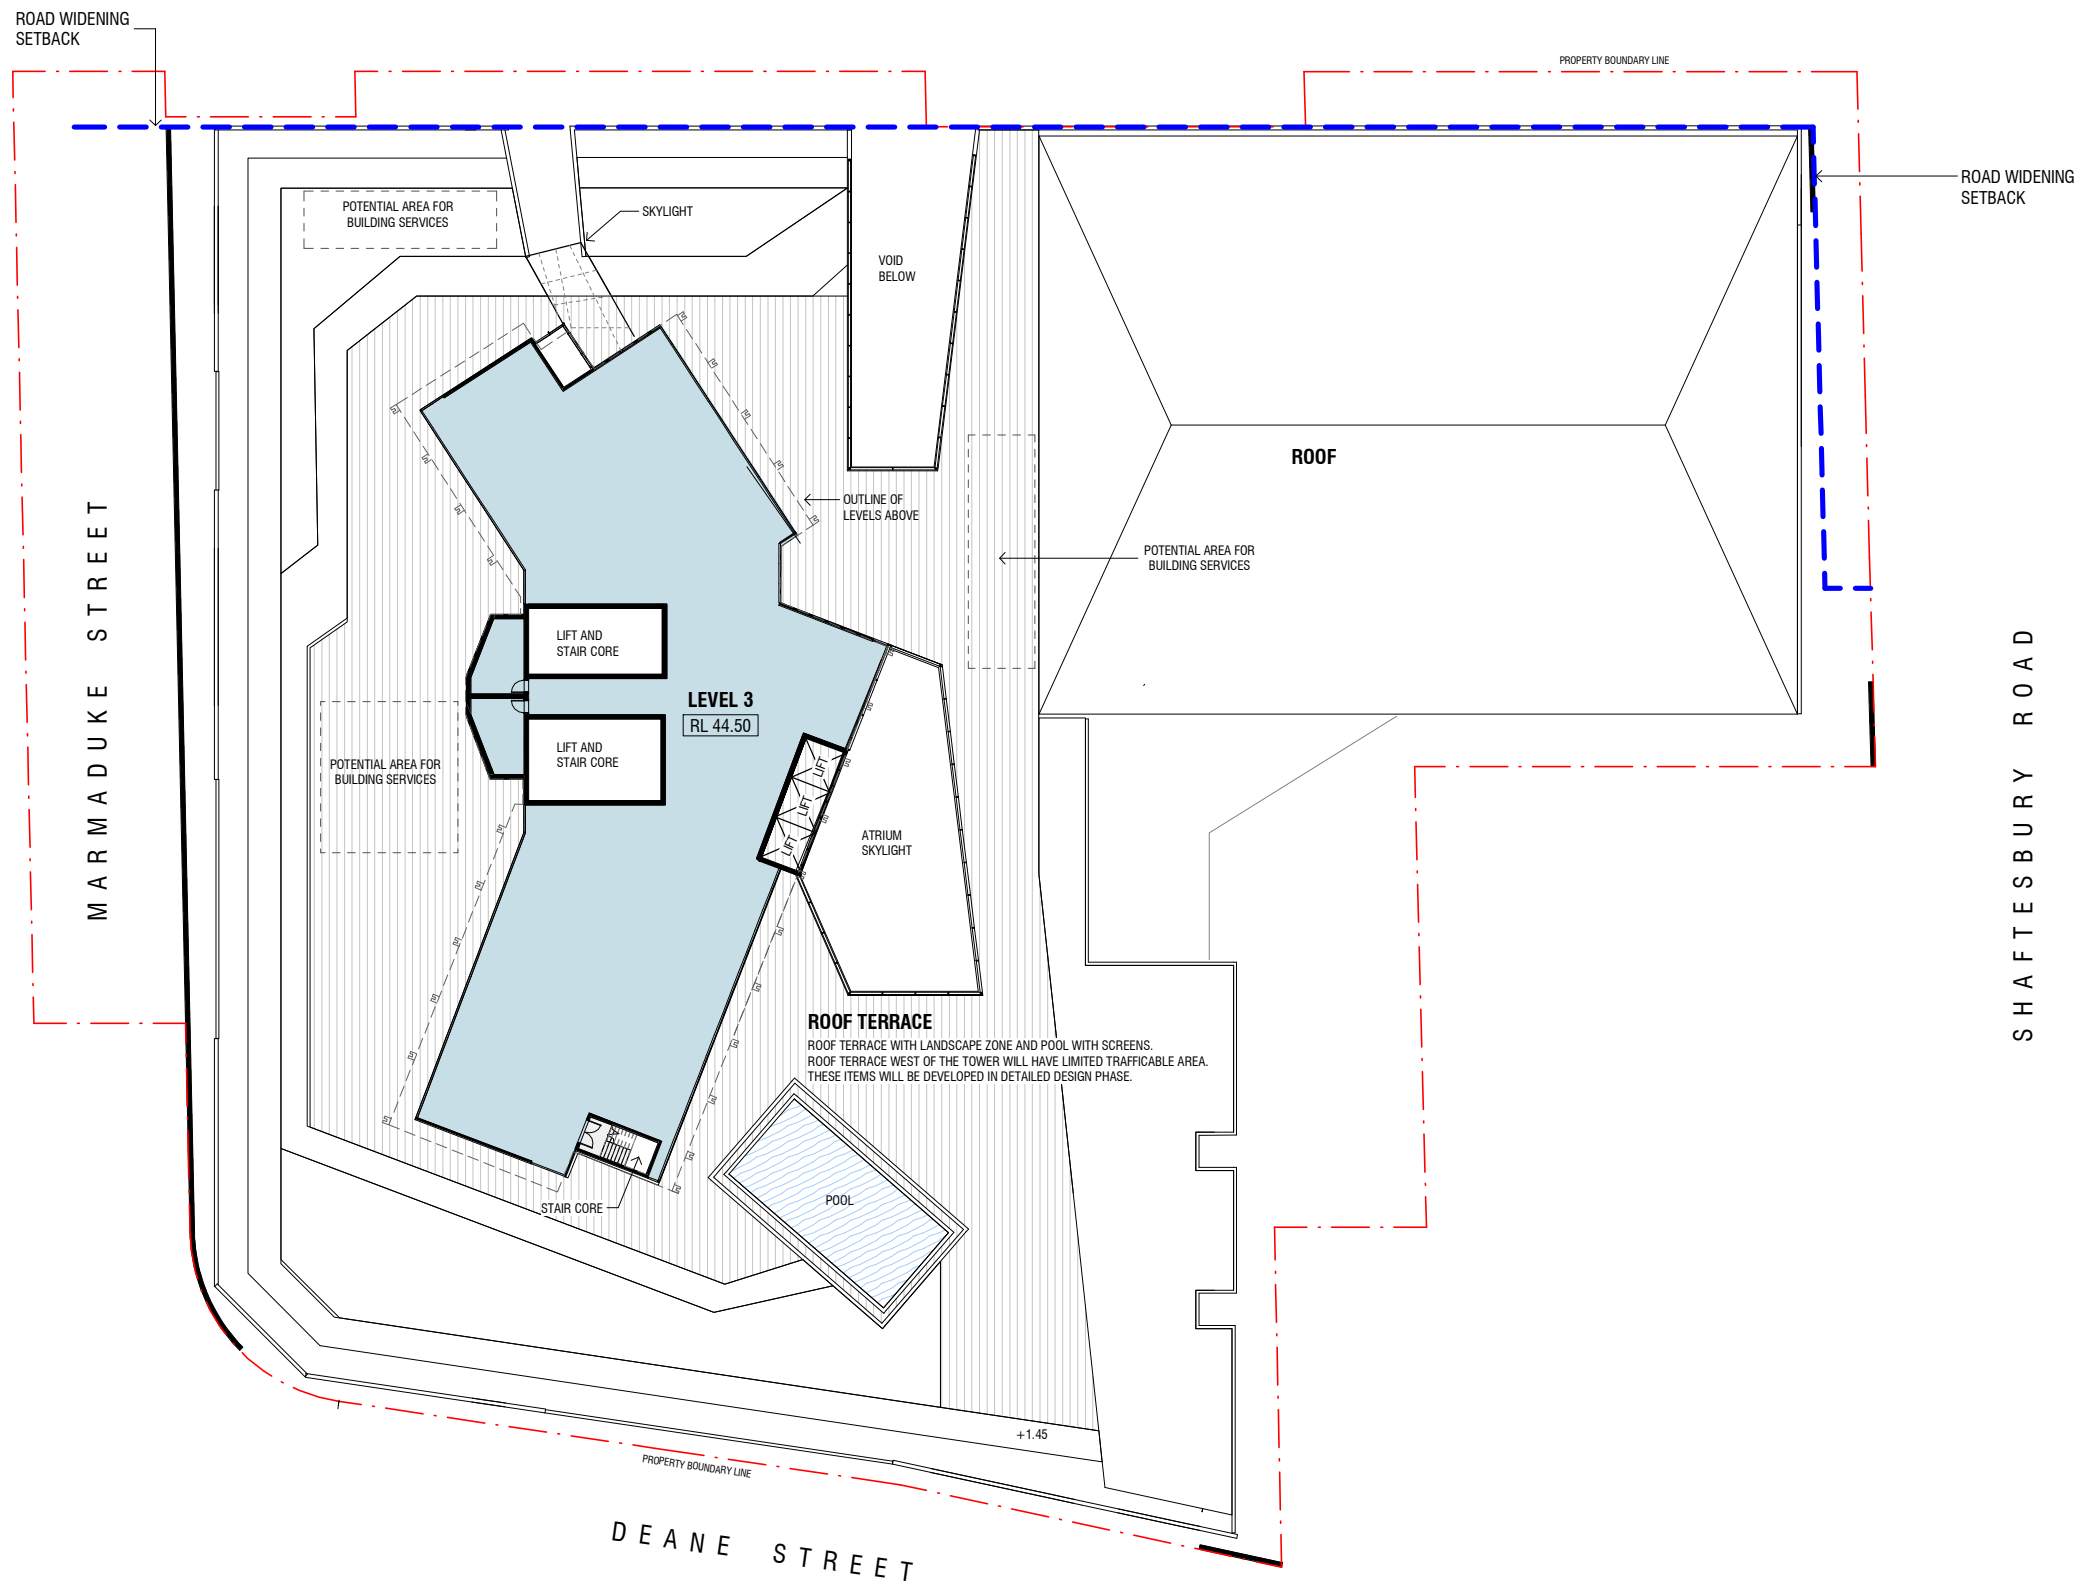 ROAD WIDENING
SETBACK
PROPERTY BOUNDARY LINE
ROAD WIDENING
SETBACK
POTENTIAL AREA FOR
BUILDING SERVICES
SKYLIGHT
VOID
BELOW
ROOF
OUTLINE OF
LEVELS ABOVE
POTENTIAL AREA FOR
BUILDING SERVICES
MARMADUKE STREET
LIFT AND
STAIR CORE
LEVEL 3
RL 44.50
LIFT AND
STAIR CORE
POTENTIAL AREA FOR
BUILDING SERVICES
LIFT
LIFT
LIFT
ATRIUM
SKYLIGHT
SHAFTESBURY ROAD
ROOF TERRACE
ROOF TERRACE WITH LANDSCAPE ZONE AND POOL WITH SCREENS.
ROOF TERRACE WEST OF THE TOWER WILL HAVE LIMITED TRAFFICABLE AREA.
THESE ITEMS WILL BE DEVELOPED IN DETAILED DESIGN PHASE.
POOL
STAIR CORE
+1.45
PROPERTY BOUNDARY LINE
DEANE STREET